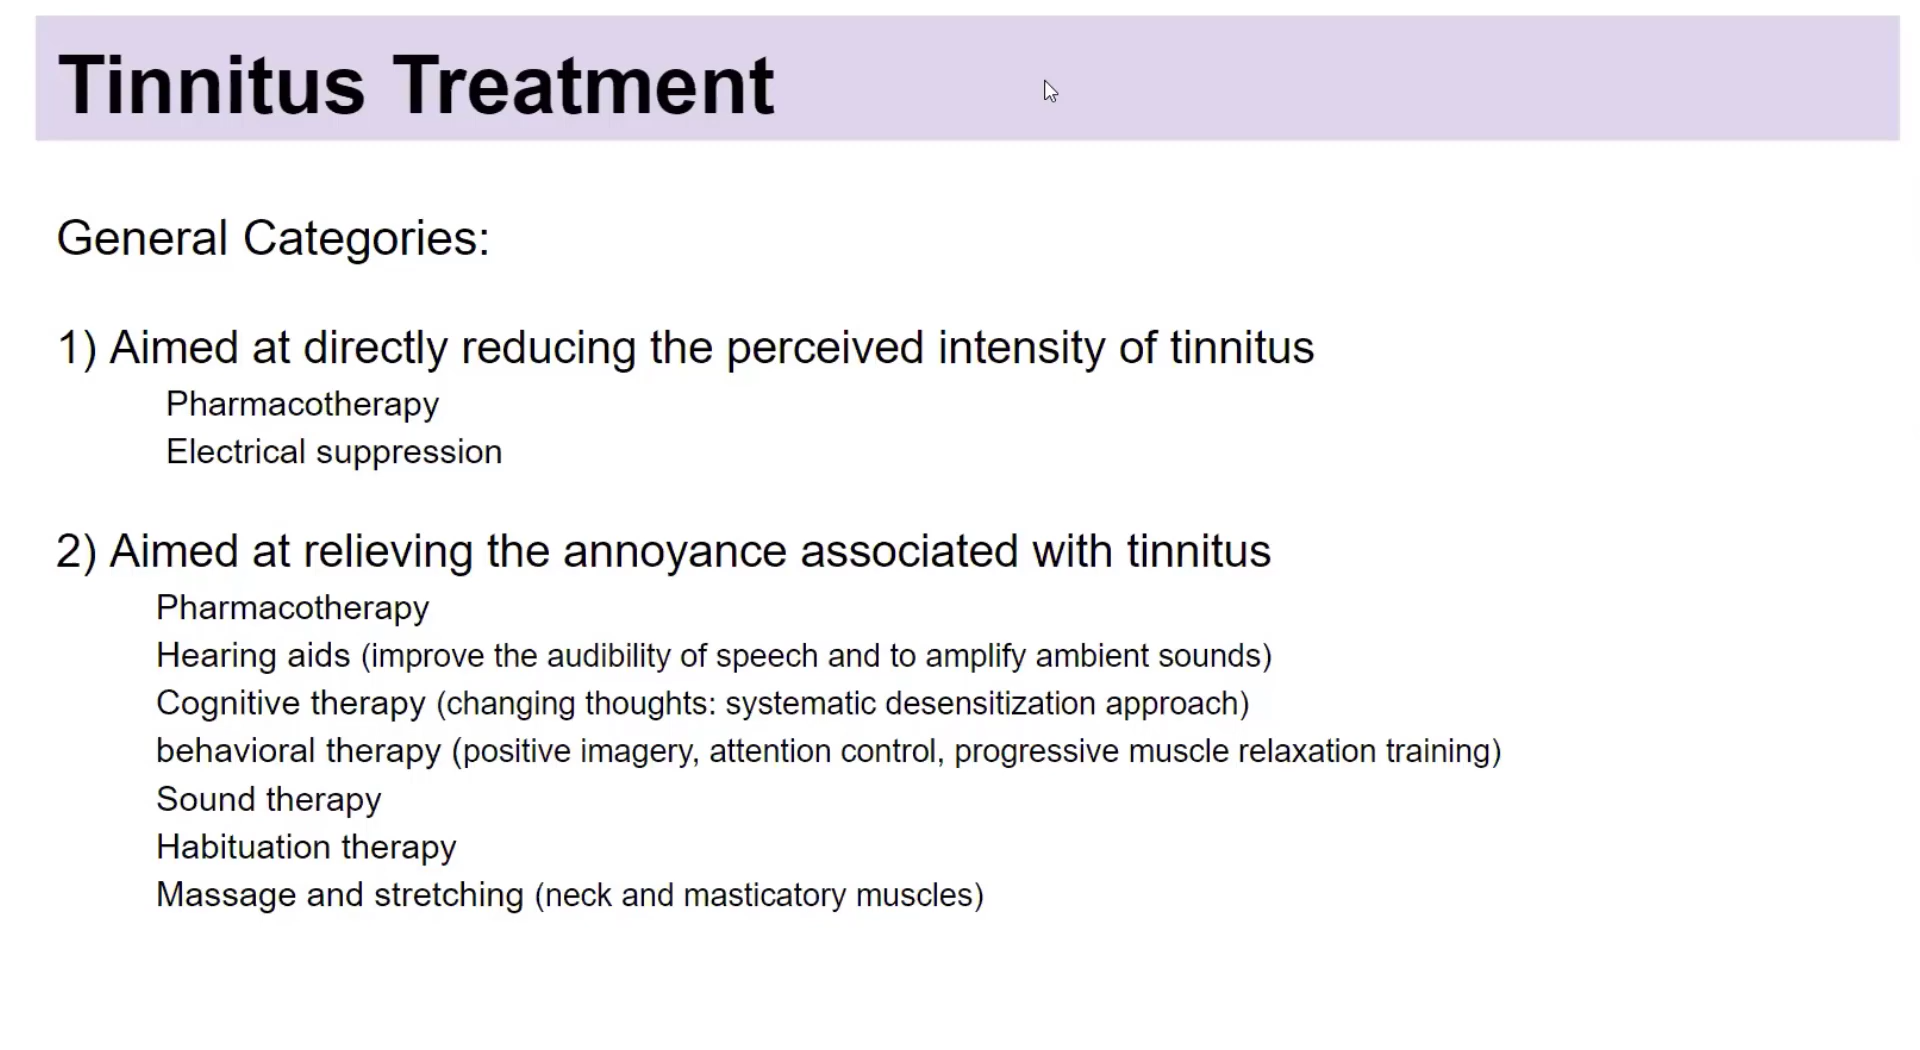 Tinnitus Treatment
General Categories:
1) Aimed at directly reducing the perceived intensity of tinnitus
Pharmacotherapy
Electrical suppression
2) Aimed at relieving the annoyance associated with tinnitus
Pharmacotherapy
Hearing aids (improve the audibility of speech and to amplify ambient sounds)
Cognitive therapy (changing thoughts: systematic desensitization approach)
behavioral therapy (positive imagery, attention control, progressive muscle relaxation training)
Sound therapy
Habituation therapy
Massage and stretching (neck and masticatory muscles)